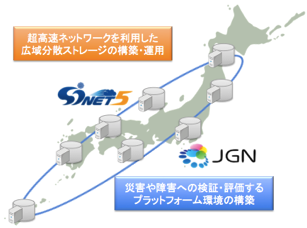 超高速ネットワークを利用した
広域分散ストレージの構築・運用
SINET5
JGN
災害や障害への検証・評価する
プラットフォーム環境の構築